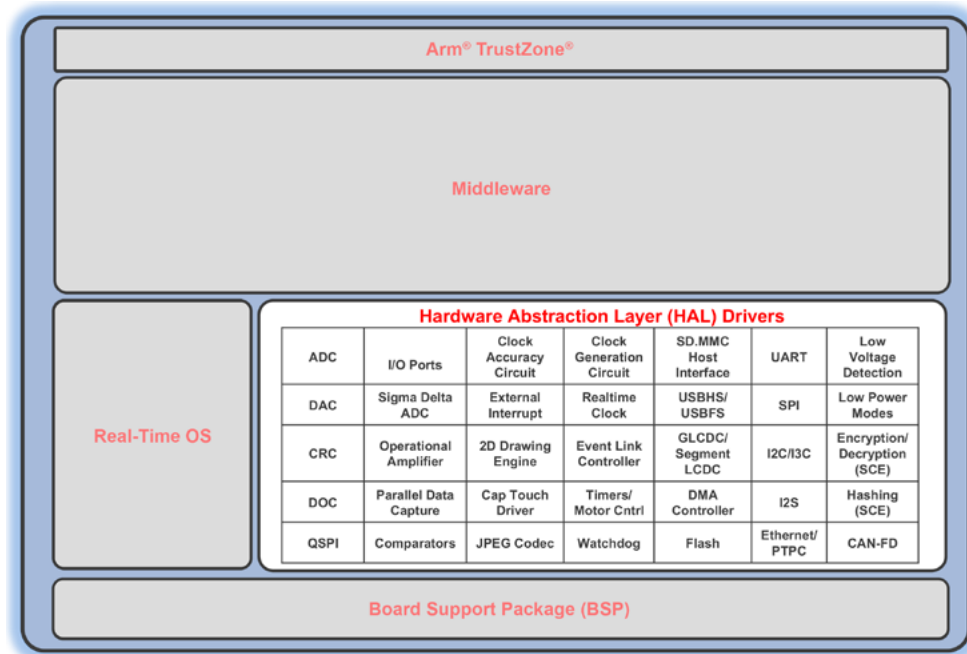 Arm® TrustZone®
Middleware
Real-Time OS
Hardware Abstraction Layer (HAL) Drivers
ADC
I/O Ports
Clock
Accuracy
Circuit
Clock
Generation
Circuit
SD.MMC
Host
Interface
UART
Low
Voltage
Detection
DAC
Sigma Delta
ADC
External
Interrupt
Realtime
Clock
USBHS/
USBFS
SPI
Low Power
Modes
CRC
Operational
Amplifier
2D Drawing
Engine
Event Link
Controller
GLCDC/
Segment
LCDC
I2C/I3C
Encryption/
Decryption
(SCE)
DOC
Parallel Data
Capture
Cap Touch
Driver
Timers/
Motor Cntrl
DMA
Controller
I2S
Hashing
(SCE)
QSPI
Comparators
JPEG Codec
Watchdog
Flash
Ethernet/
PTPC
CAN-FD
Board Support Package (BSP)